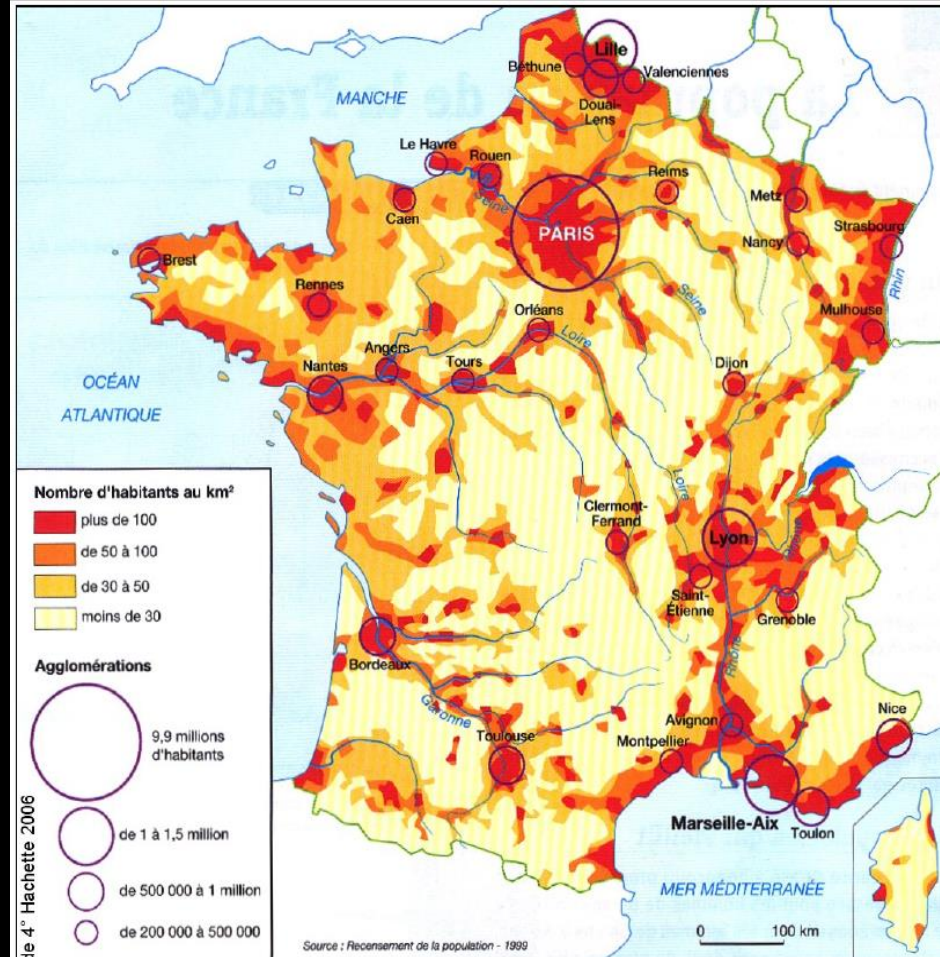 Lille
Béthune
Valenciennes
Douai-
Lens
MANCHE
Le Havre
Rouen
Reims
Seine
Metz
Caen
PARIS
Strasbourg
Nancy
Brest
Rhin
Rennes
Seine
Orléans
Mulhouse
Loire
Angers
Tours
Dijon
Nantes
OCÉAN
ATLANTIQUE
Loire
Clermont-
Ferrand
Lyon
Rhône
Saint-
Étienne
Grenoble
Bordeaux
Rhône
Garonne
Avignon
Nice
Toulouse
Montpellier
Marseille-Aix
Toulon
MER MÉDITERRANÉE
0 100 km
Nombre d'habitants au km²
plus de 100
de 50 à 100
de 30 à 50
moins de 30
Agglomérations
9,9 millions
d'habitants
de 1 à 1,5 million
de 500 000 à 1 million
de 200 000 à 500 000
Source : Recensement de la population - 1999
de 4° Hachette 2006